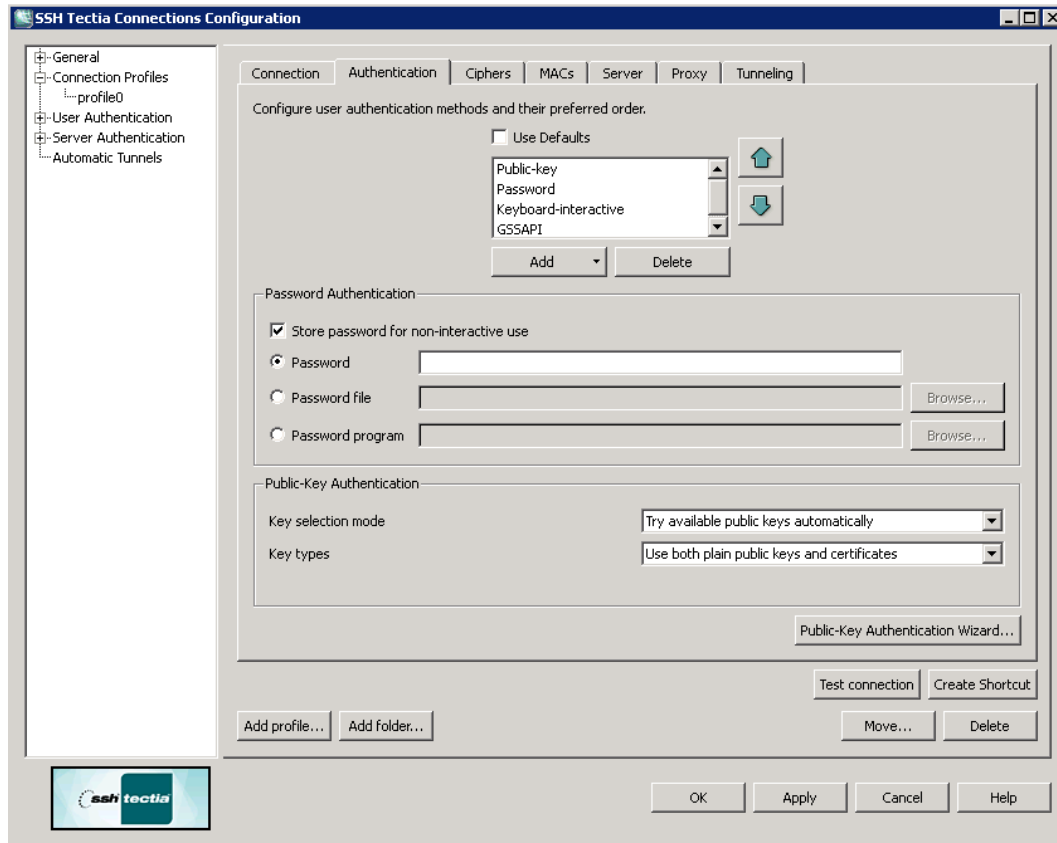 SSH Tectia Connections Configuration
General
Connection Profiles
profile0
User Authentication
Server Authentication
Automatic Tunnels
Connection Authentication Ciphers MACs Server Proxy Tunneling
Configure user authentication methods and their preferred order.
Use Defaults
Public-key
Password
Keyboard-interactive
GSSAPI
Add Delete
Password Authentication
Store password for non-interactive use
Password
Password file Browse...
Password program Browse...
Public-Key Authentication
Key selection mode Try available public keys automatically
Key types Use both plain public keys and certificates
Public-Key Authentication Wizard...
Test connection Create Shortcut
Add profile... Add folder... Move... Delete
ssh tectia
OK Apply Cancel Help